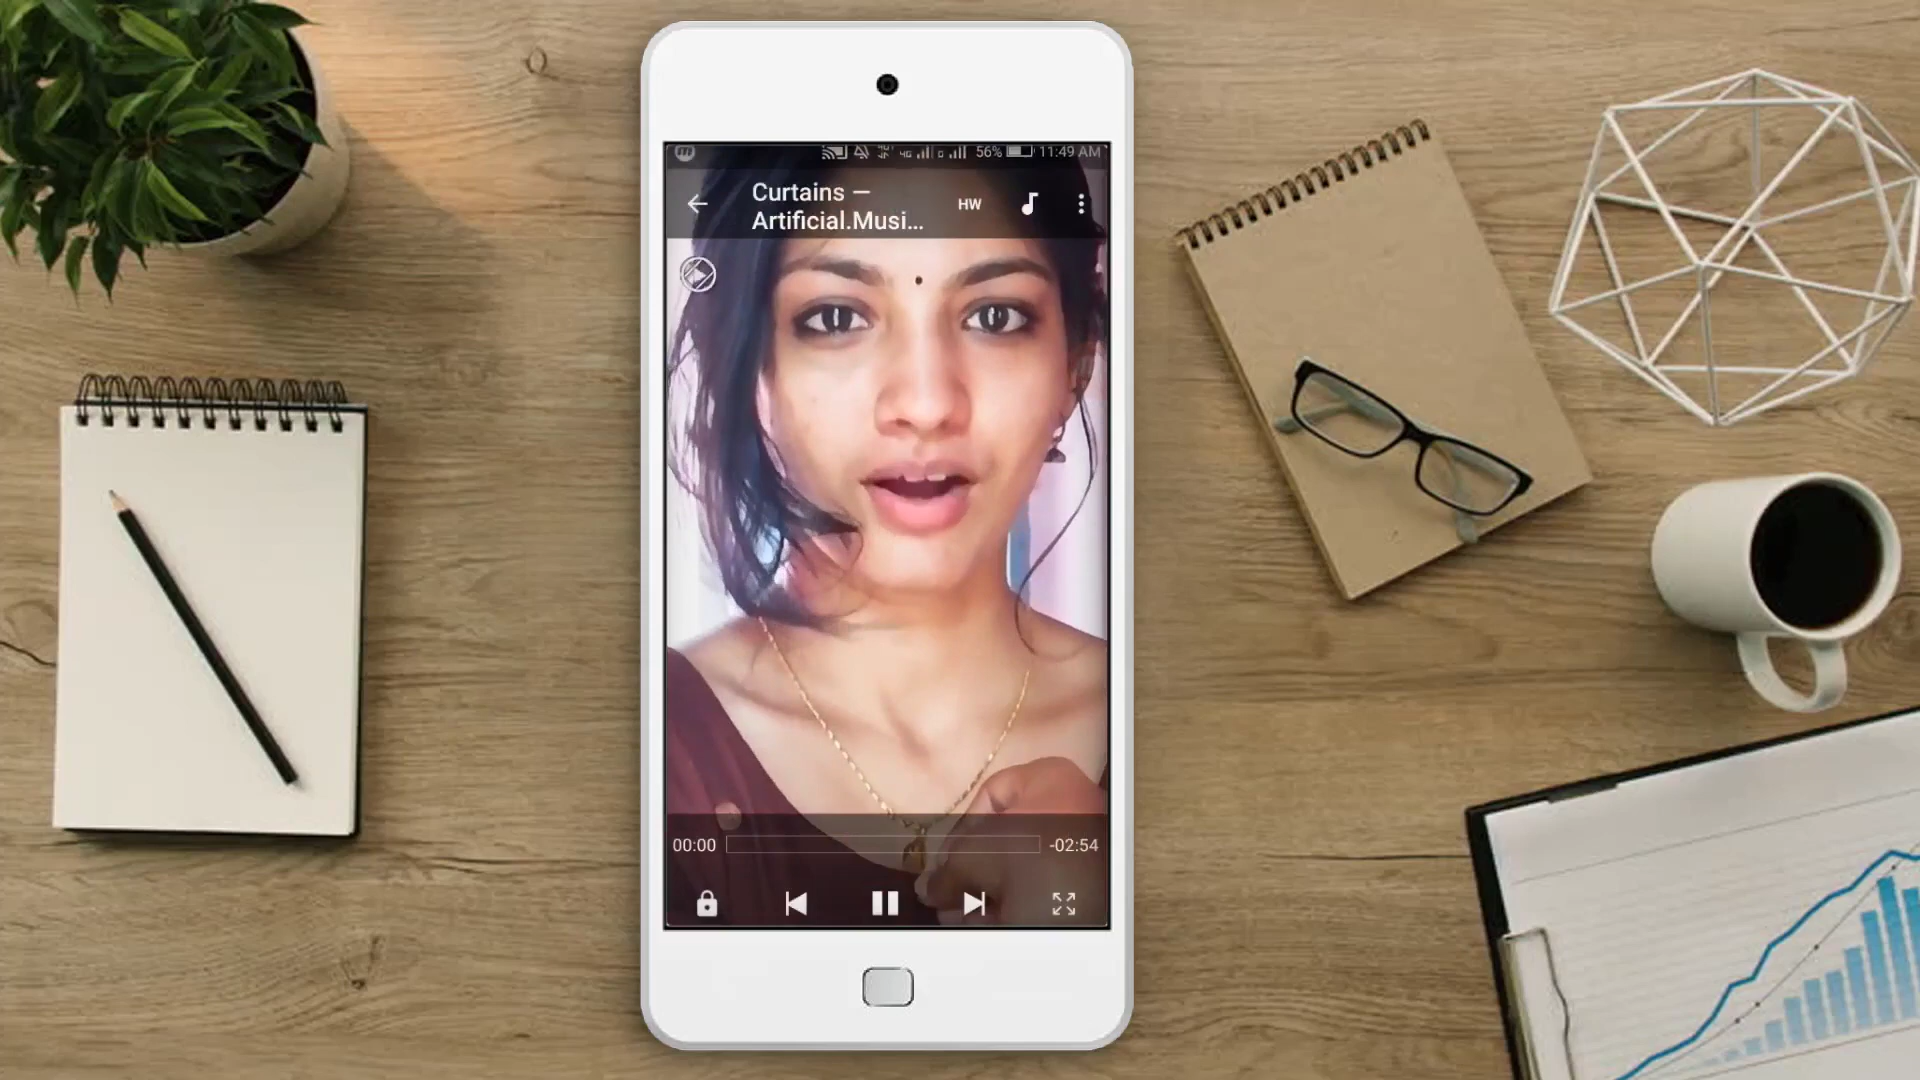 56% 11:49 AM
Curtains —
Artificial.Musi...
HW
00:00
-02:54